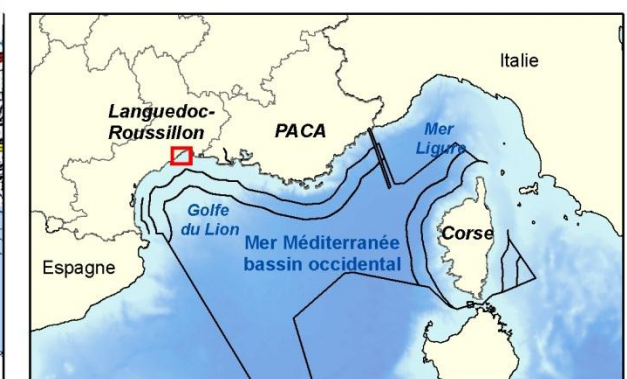 Italie
Languedoc-
Roussillon
PACA
Mer
Ligure
Golfe
du Lion
Mer Méditerranée
bassin occidental
Corse
Espagne